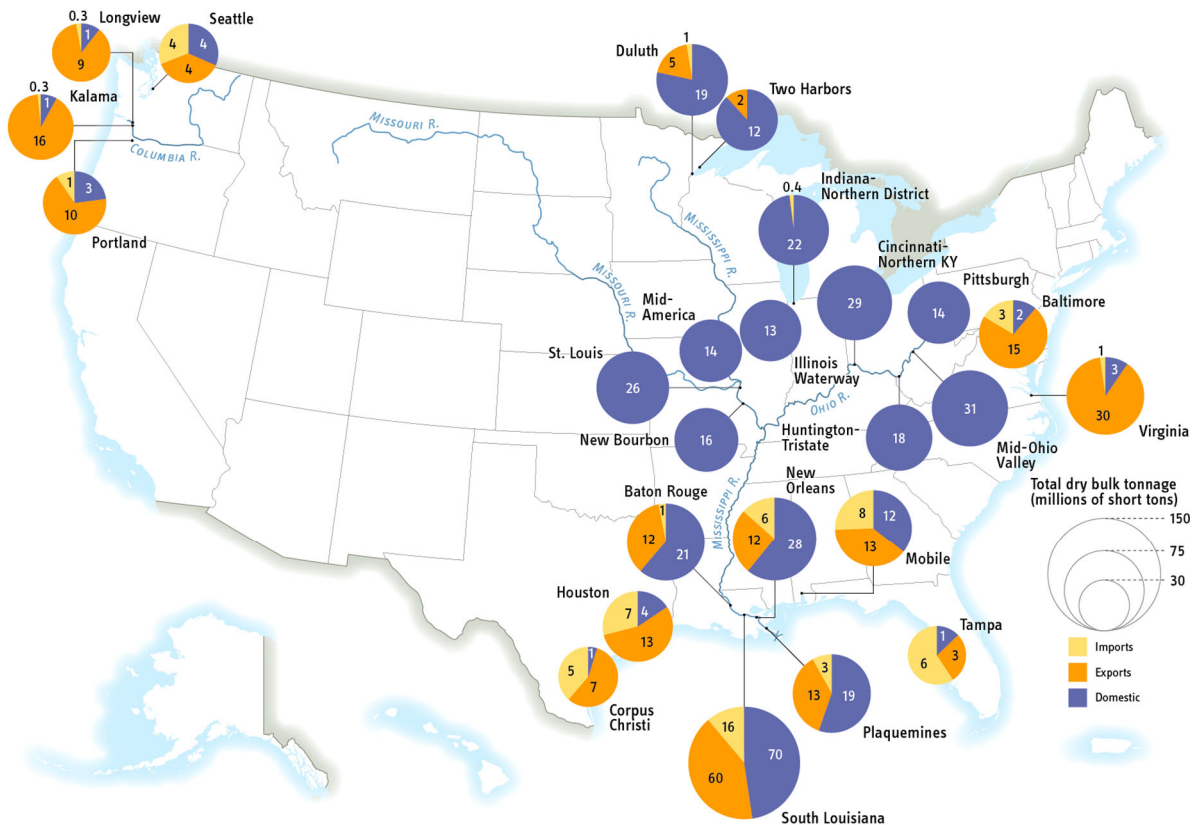 0.3
Longview
1
9
Seattle
4
4
4
0.3
Kalama
1
16
MISSOURI R.
COLUMBIA R.
1
3
10
Portland
1
Duluth
5
19
Two Harbors
2
12
MISSISSIPPI R.
Indiana-
Northern District
0.4
22
Cincinnati-
Northern KY
29
MISSOURI R.
Mid-
America
14
13
Illinois
Waterway
Pittsburgh
14
Baltimore
3
2
15
St. Louis
26
1
3
30
Virginia
OHIO R.
New Bourbon
16
Huntington-
Tristate
18
31
Mid-Ohio
Valley
MISSISSIPPI R.
Baton Rouge
1
12
21
New
Orleans
6
12
28
8
12
13
Mobile
Total dry bulk tonnage
(millions of short tons)
150
75
30
Imports
Exports
Domestic
Houston
7
4
13
5
1
7
Corpus
Christi
Tampa
1
6
3
3
13
19
Plaquemines
16
70
60
South Louisiana